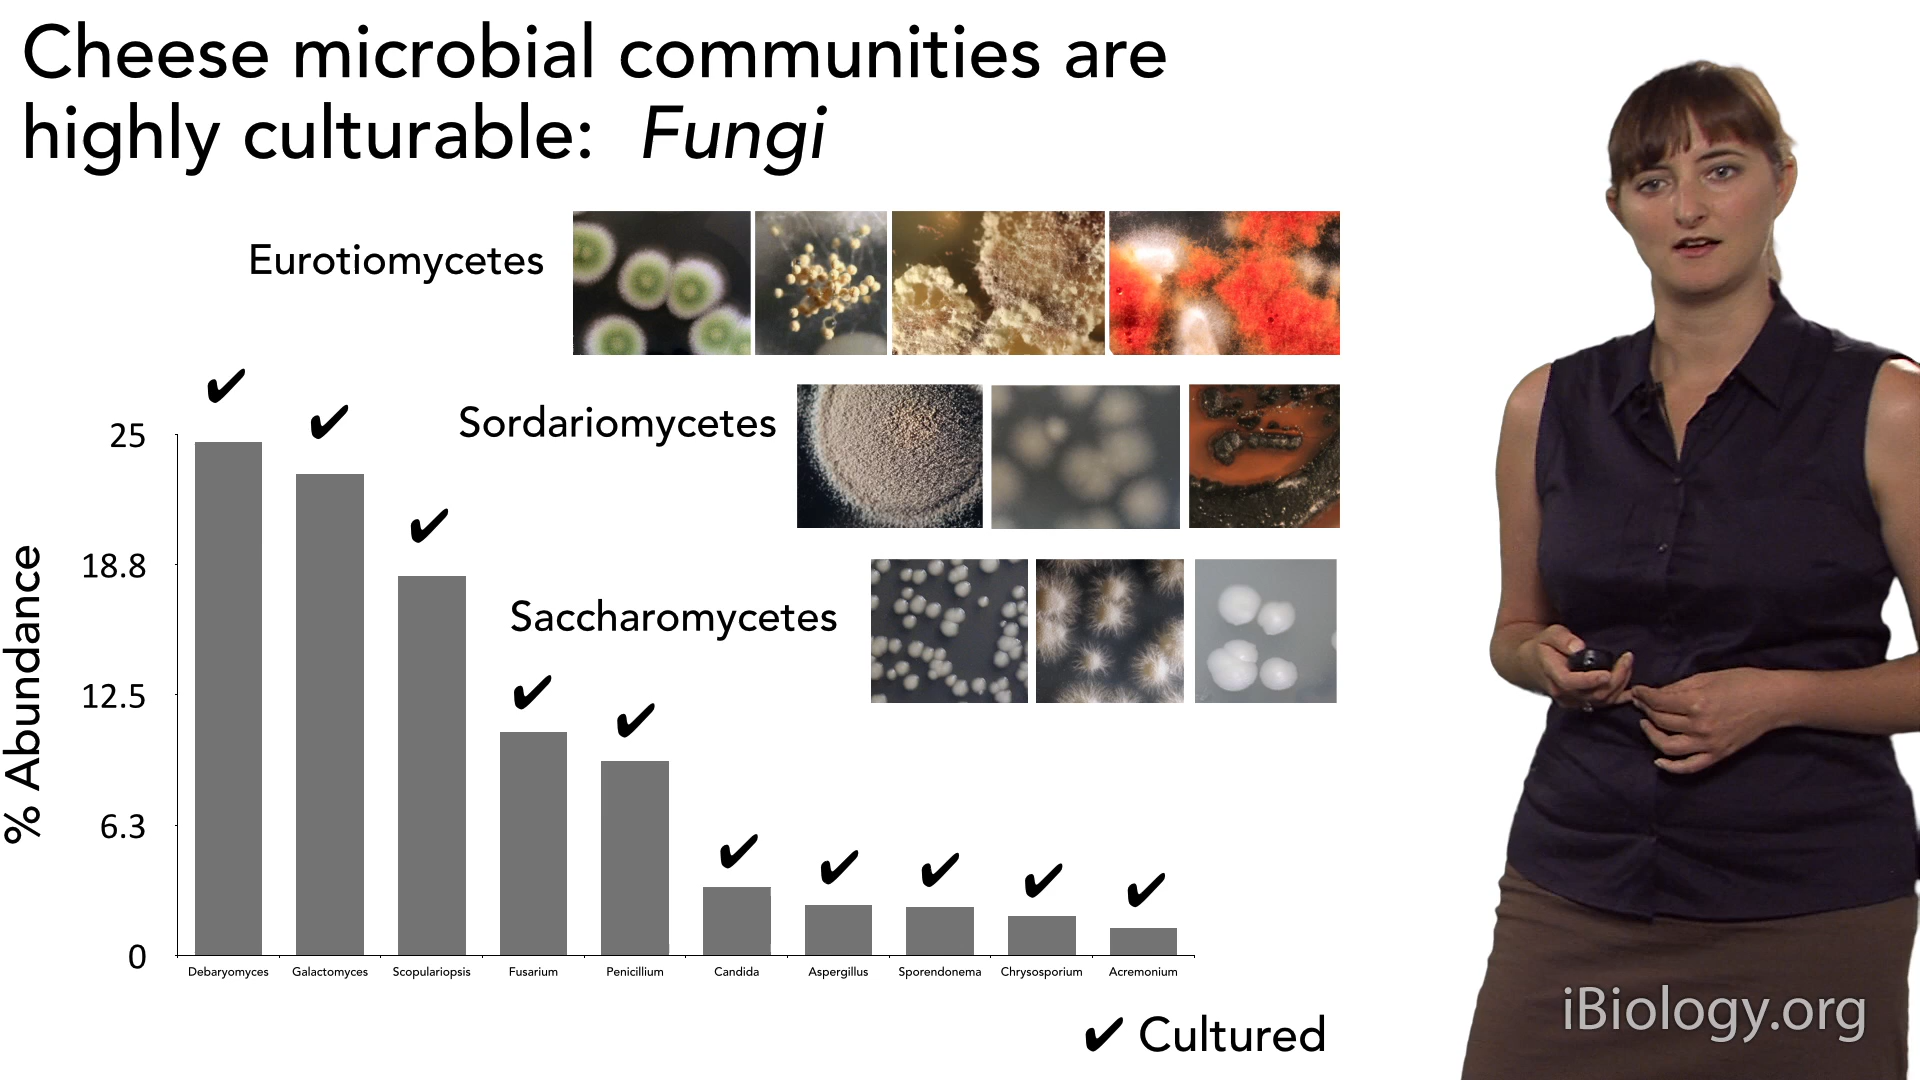 Cheese microbial communities are
highly culturable: Fungi
Eurotiomycetes
Sordariomycetes
Saccharomycetes
% Abundance
25
18.8
12.5
6.3
0
Debaryomyces
Galactomyces
Scopulariopsis
Fusarium
Penicillium
Candida
Aspergillus
Sporendonema
Chrysosporium
Acremonium
✔ Cultured
iBiology.org